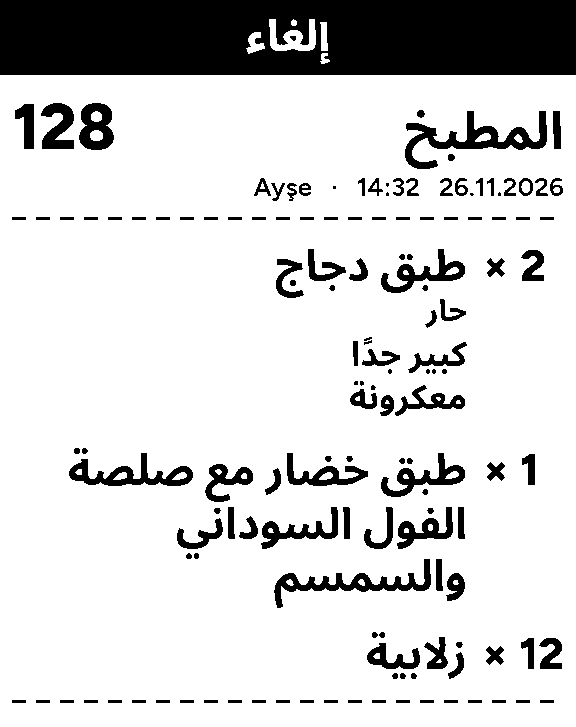 إلغاء
المطبخ 128
26.11.2026 14:32 · Ayşe
2 × طبق دجاج
حار
كبير جدًا
معكرونة
1 × طبق خضار مع صلصة
الفول السوداني
والسمسم
12 × زلابية